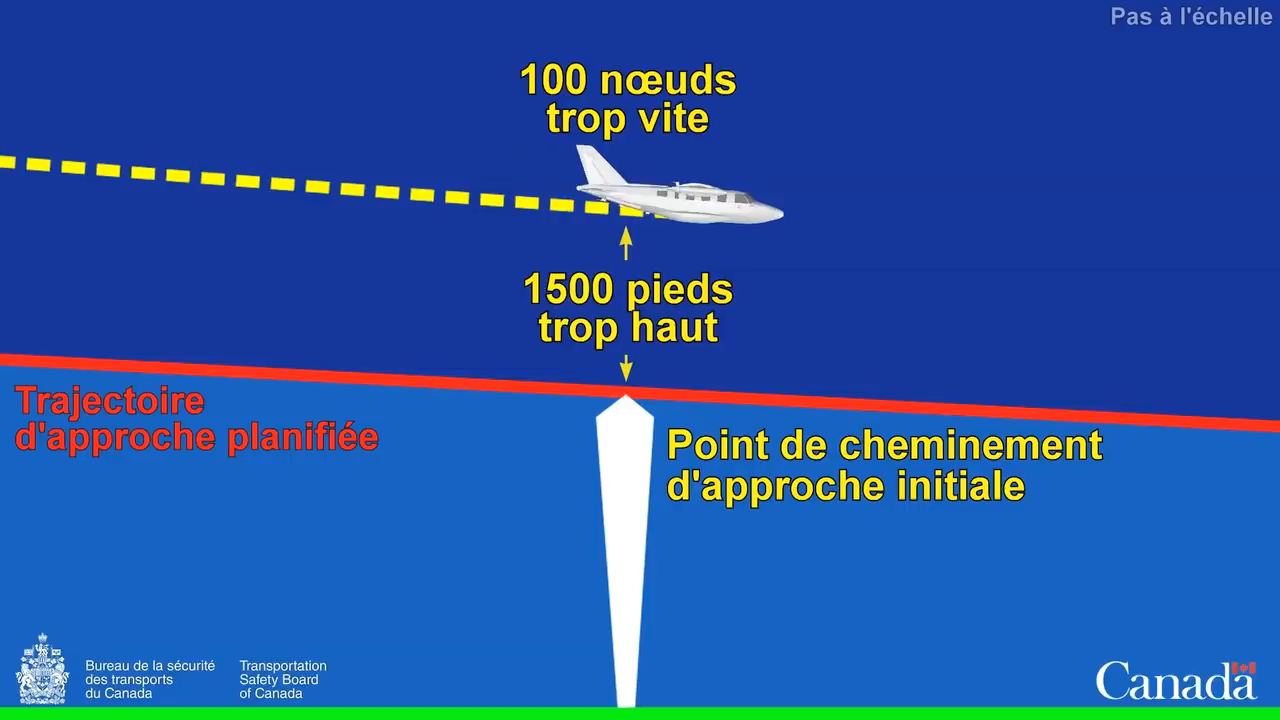 Pas à l'échelle
100 nœuds
trop vite
1500 pieds
trop haut
Trajectoire
d'approche planifiée
Point de cheminement
d'approche initiale
Bureau de la sécurité
des transports
du Canada
Transportation
Safety Board
of Canada
Canada